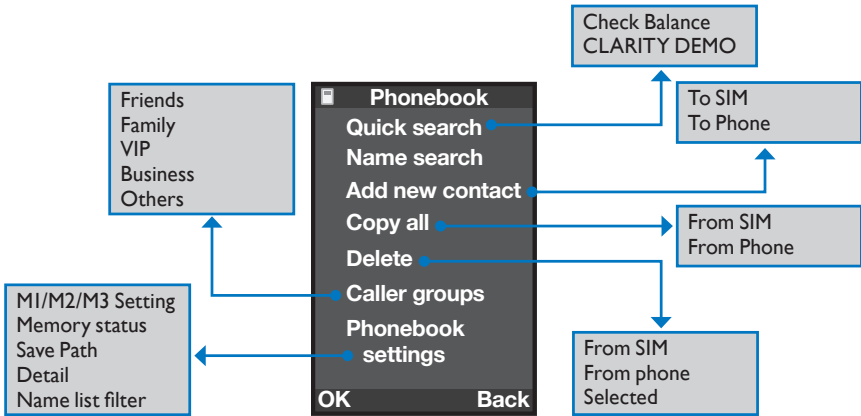 Check Balance
CLARITY DEMO
Friends
Family
VIP
Business
Others
Phonebook
Quick search
Name search
Add new contact
Copy all
Delete
Caller groups
Phonebook
settings
OK Back
To SIM
To Phone
From SIM
From Phone
M1/M2/M3 Setting
Memory status
Save Path
Detail
Name list filter
From SIM
From phone
Selected